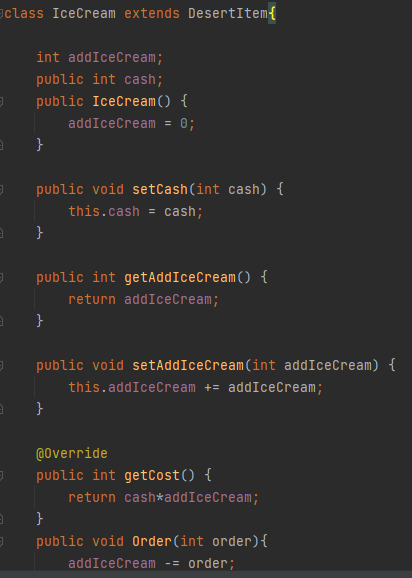 class IceCream extends DesertItem{
int addIceCream;
public int cash;
public IceCream() {
addIceCream = 0;
}
public void setCash(int cash) {
this.cash = cash;
}
public int getAddIceCream() {
return addIceCream;
}
public void setAddIceCream(int addIceCream) {
this.addIceCream += addIceCream;
}
@Override
public int getCost() {
return cash*addIceCream;
}
public void Order(int order){
addIceCream -= order;